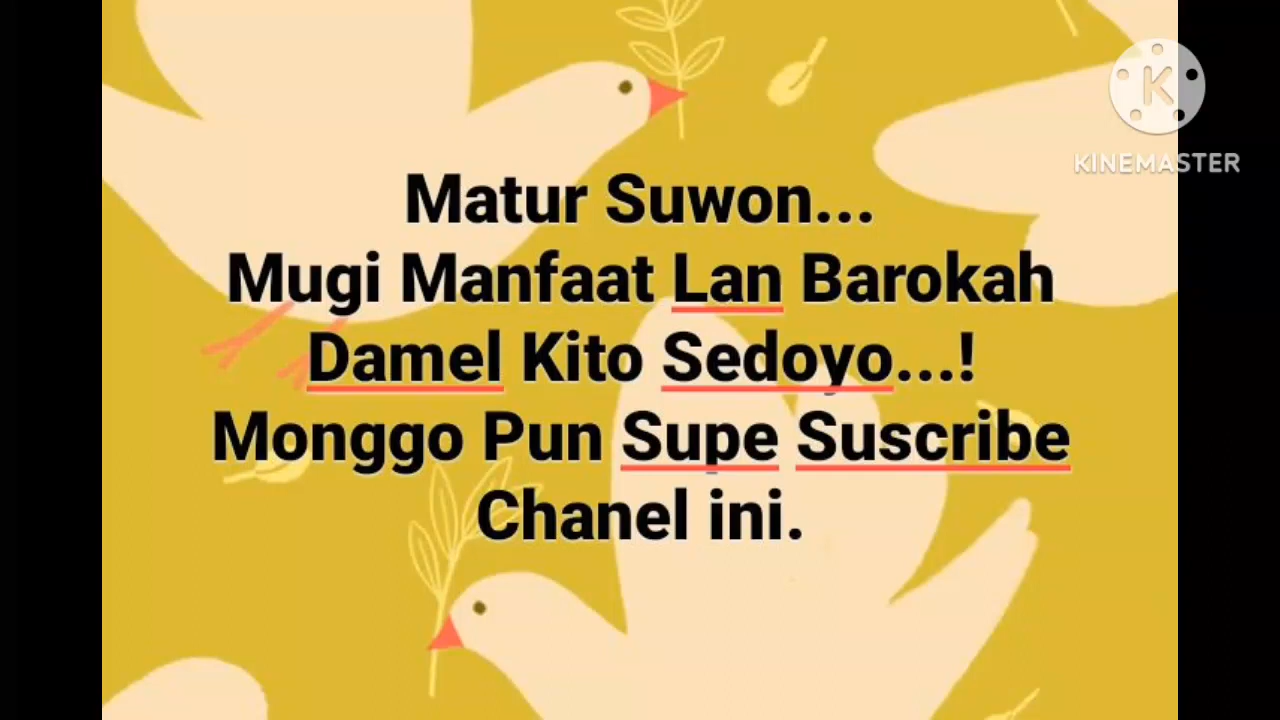 KINEMASTER
Matur Suwon...
Mugi Manfaat Lan Barokah
Damel Kito Sedoyo...!
Monggo Pun Supe Suscribe
Chanel ini.